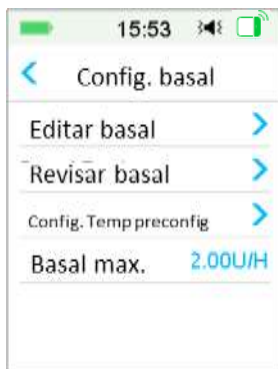 15:53
Config. basal
Editar basal
Revisar basal
Config. Temp preconfig
Basal max. 2.00U/H